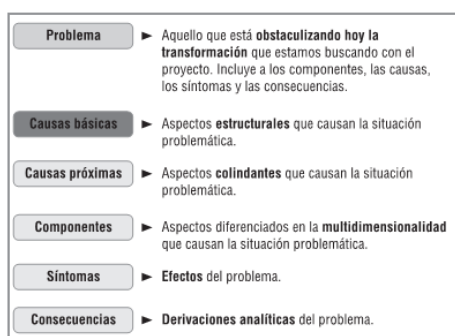 Problema
► Aquello que está obstaculizando hoy la
transformación que estamos buscando con el
proyecto. Incluye a los componentes, las causas,
los síntomas y las consecuencias.
Causas básicas
► Aspectos estructurales que causan la situación
problemática.
Causas próximas
► Aspectos colindantes que causan la situación
problemática.
Componentes
► Aspectos diferenciados en la multidimensionalidad
que causan la situación problemática.
Síntomas
► Efectos del problema.
Consecuencias
► Derivaciones analíticas del problema.